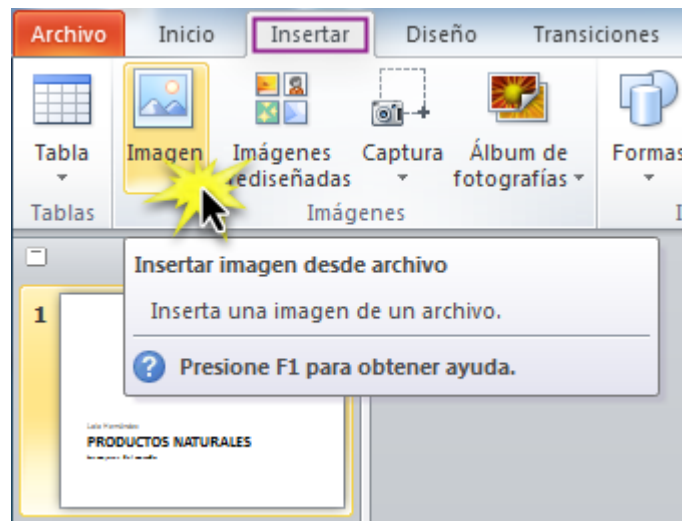 Archivo Inicio Insertar Diseño Transiciones
Tabla Imagen Imágenes Captura Álbum de Formas
rediseñadas fotografías
Tablas Imágenes I
Insertar imagen desde archivo
Inserta una imagen de un archivo.
Presione F1 para obtener ayuda.
1
PRODUCTOS NATURALES